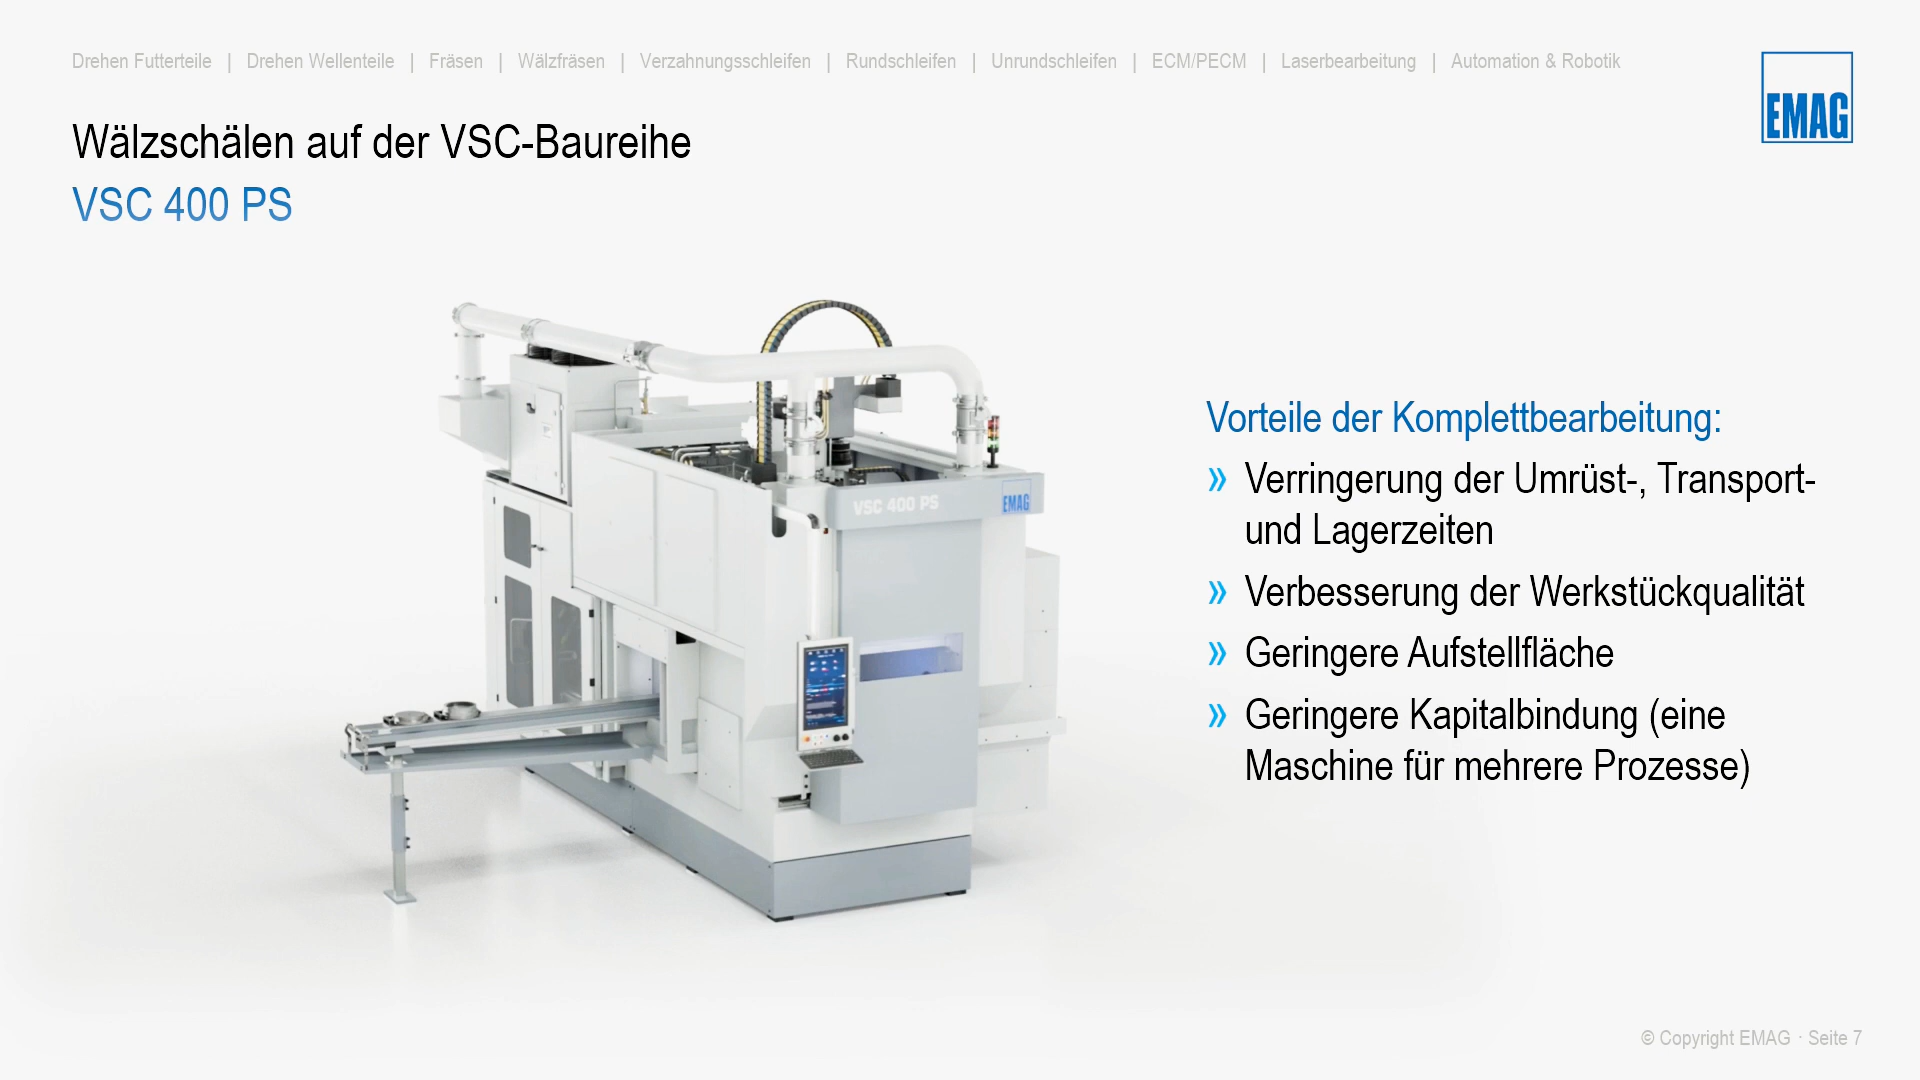 Drehen Futterteile | Drehen Wellenteile | Fräsen | Wälzfräsen | Verzahnungsschleifen | Rundschleifen | Unrundschleifen | ECM/PECM | Laserbearbeitung | Automation & Robotik
EMAG
Wälzschälen auf der VSC-Baureihe
VSC 400 PS
VSC 400 PS
EMAG
Vorteile der Komplettbearbeitung:
» Verringerung der Umrüst-, Transport-
und Lagerzeiten
» Verbesserung der Werkstückqualität
» Geringere Aufstellfläche
» Geringere Kapitalbindung (eine
Maschine für mehrere Prozesse)
© Copyright EMAG · Seite 7